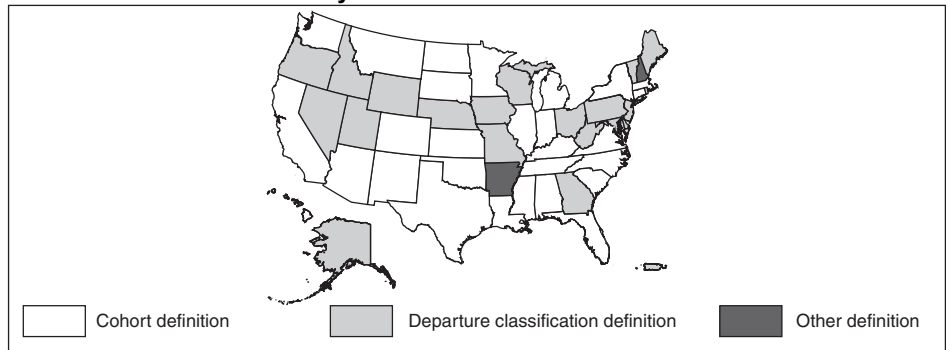 Cohort definition
Departure classification definition
Other definition